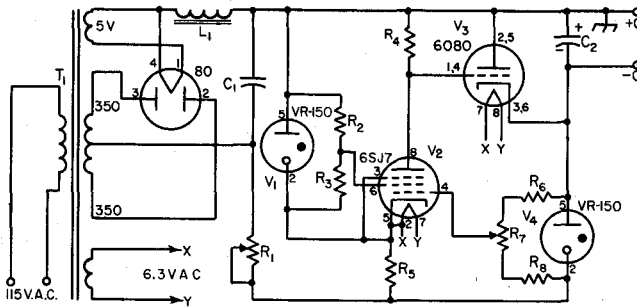 5V
L1
T1
4
1
80
3
2
350
350
C1
5
VR-150
V1
2
R1
R2
R3
R4
6SJ7
V2
8
3
6
4
5
2
7
X Y
R5
V3
6080
2,5
1,4
3,6
7
8
X Y
+
C2
+O
-O
R6
R7
R8
5
VR-150
V4
2
115 V.A.C.
6.3 V A C
X
Y